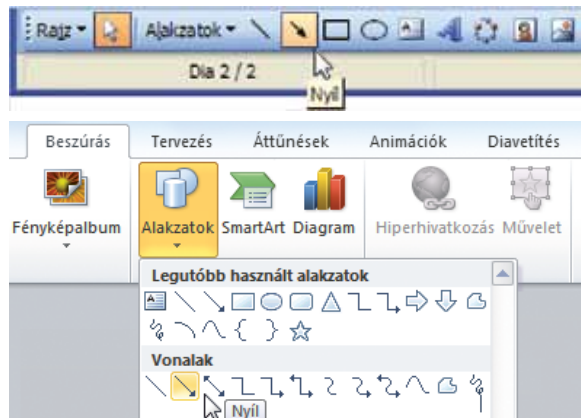 Rajz Alakzatok
Dia 2 / 2
Nyíl
Beszúrás Tervezés Áttűnések Animációk Diavetítés
Fényképalbum Alakzatok SmartArt Diagram Hiperhivatkozás Művelet
Legutóbb használt alakzatok
Vonalak
Nyíl